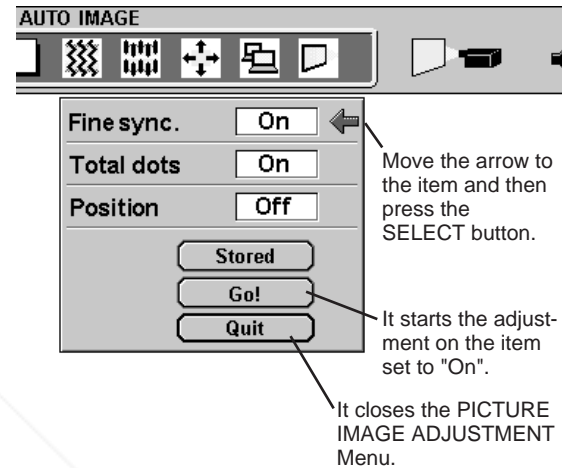 AUTO IMAGE
Fine sync. On
Total dots On
Position Off
Stored
Go!
Quit
Move the arrow to
the item and then
press the
SELECT button.
It starts the adjust-
ment on the item
set to "On".
It closes the PICTURE
IMAGE ADJUSTMENT
Menu.